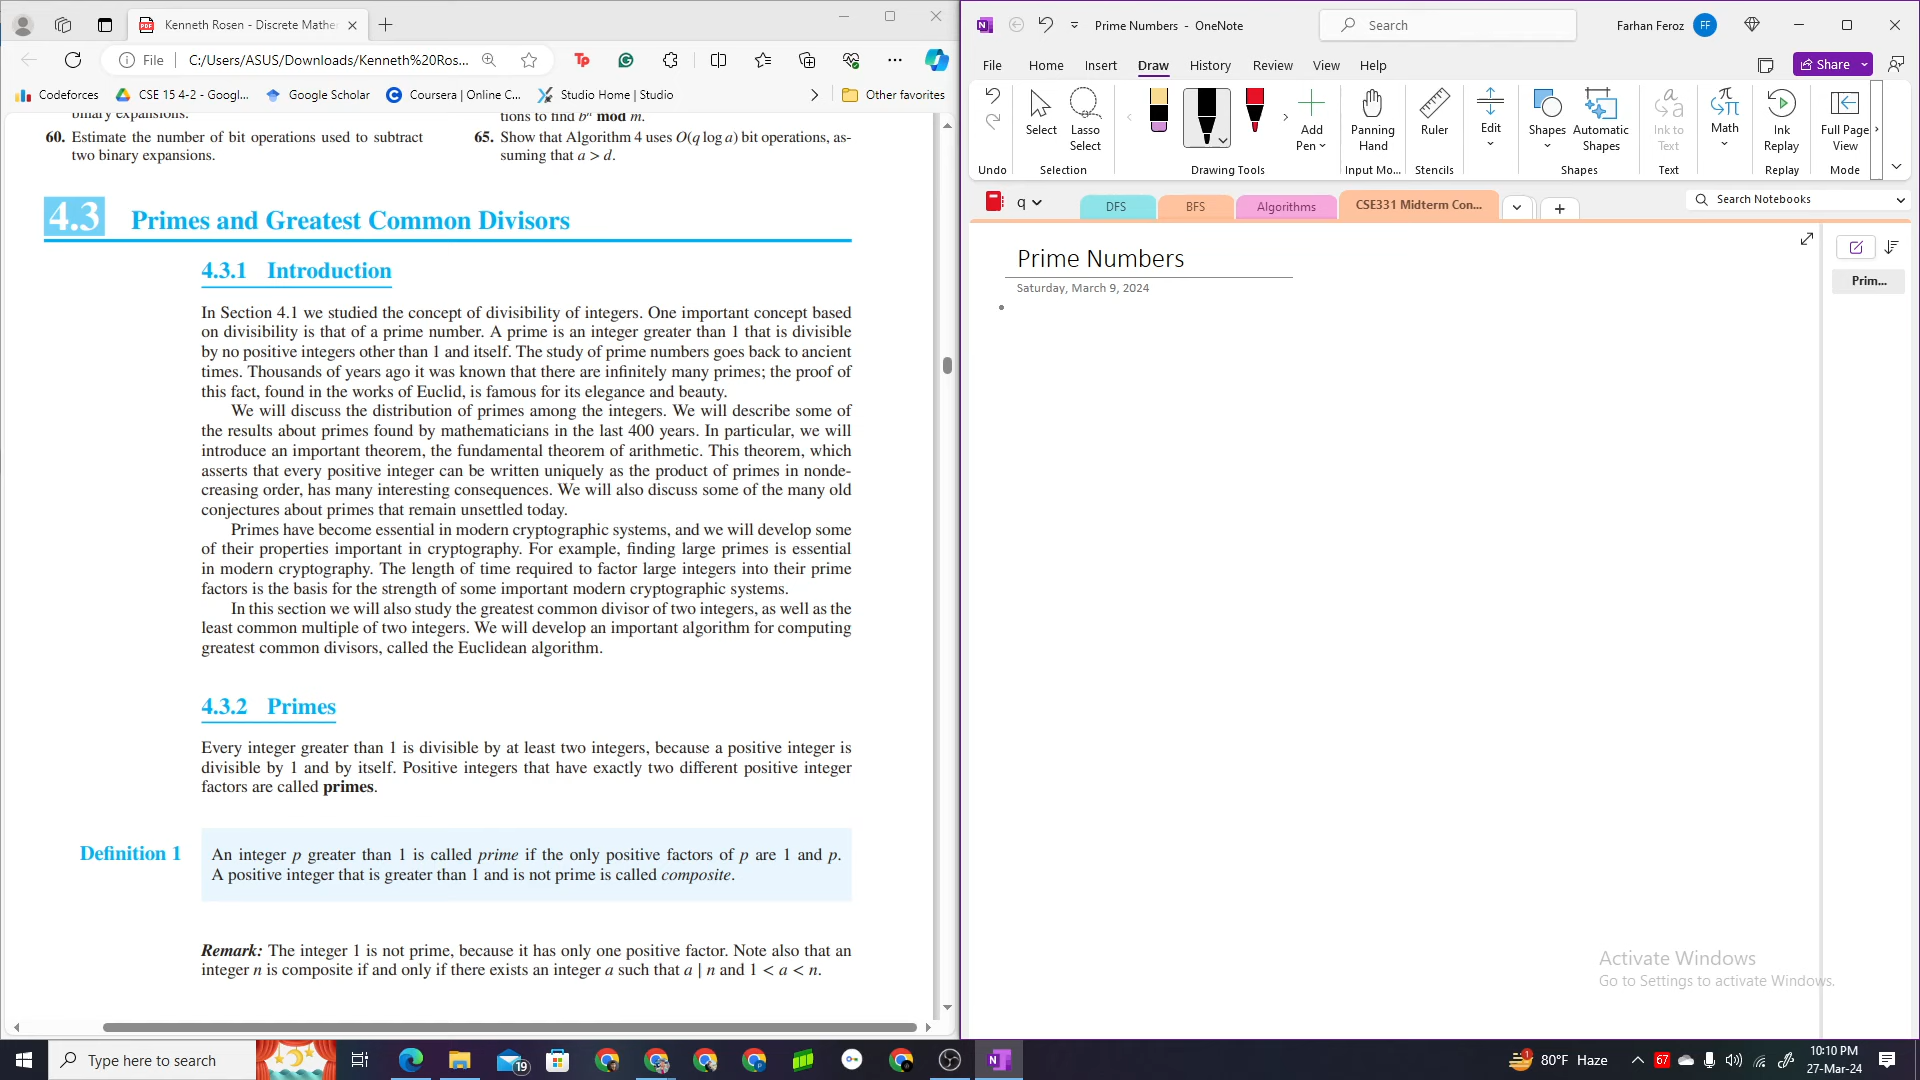 Kenneth Rosen - Discrete Mathe
File
C:/Users/ASUS/Downloads/Kenneth%20Ros...
Codeforces
CSE 15 4-2 - Googl...
Google Scholar
Coursera | Online C...
Studio Home | Studio
Other favorites
binary expansions.
60. Estimate the number of bit operations used to subtract
two binary expansions.
tions to find bⁿ mod m.
65. Show that Algorithm 4 uses O(q log a) bit operations, as-
suming that a > d.
4.3 Primes and Greatest Common Divisors
4.3.1 Introduction
In Section 4.1 we studied the concept of divisibility of integers. One important concept based
on divisibility is that of a prime number. A prime is an integer greater than 1 that is divisible
by no positive integers other than 1 and itself. The study of prime numbers goes back to ancient
times. Thousands of years ago it was known that there are infinitely many primes; the proof of
this fact, found in the works of Euclid, is famous for its elegance and beauty.
We will discuss the distribution of primes among the integers. We will describe some of
the results about primes found by mathematicians in the last 400 years. In particular, we will
introduce an important theorem, the fundamental theorem of arithmetic. This theorem, which
asserts that every positive integer can be written uniquely as the product of primes in nonde-
creasing order, has many interesting consequences. We will also discuss some of the many old
conjectures about primes that remain unsettled today.
Primes have become essential in modern cryptographic systems, and we will develop some
of their properties important in cryptography. For example, finding large primes is essential
in modern cryptography. The length of time required to factor large integers into their prime
factors is the basis for the strength of some important modern cryptographic systems.
In this section we will also study the greatest common divisor of two integers, as well as the
least common multiple of two integers. We will develop an important algorithm for computing
greatest common divisors, called the Euclidean algorithm.
4.3.2 Primes
Every integer greater than 1 is divisible by at least two integers, because a positive integer is
divisible by 1 and by itself. Positive integers that have exactly two different positive integer
factors are called primes.
Definition 1
An integer p greater than 1 is called prime if the only positive factors of p are 1 and p.
A positive integer that is greater than 1 and is not prime is called composite.
Remark: The integer 1 is not prime, because it has only one positive factor. Note also that an
integer n is composite if and only if there exists an integer a such that a | n and 1 < a < n.
Prime Numbers - OneNote
Search
Farhan Feroz
FF
File Home Insert Draw History Review View Help
Share
Select
Lasso
Select
Add
Pen
Panning
Hand
Ruler
Edit
Shapes
Automatic
Shapes
Ink to
Text
Math
Ink
Replay
Full Page
View
Undo
Selection
Drawing Tools
Input Mo...
Stencils
Shapes
Text
Replay
Mode
q
DFS
BFS
Algorithms
CSE331 Midterm Con...
Search Notebooks
Prime Numbers
Saturday, March 9, 2024
Prim...
Activate Windows
Go to Settings to activate Windows.
Type here to search
19
1
80°F Haze
67
10:10 PM
27-Mar-24